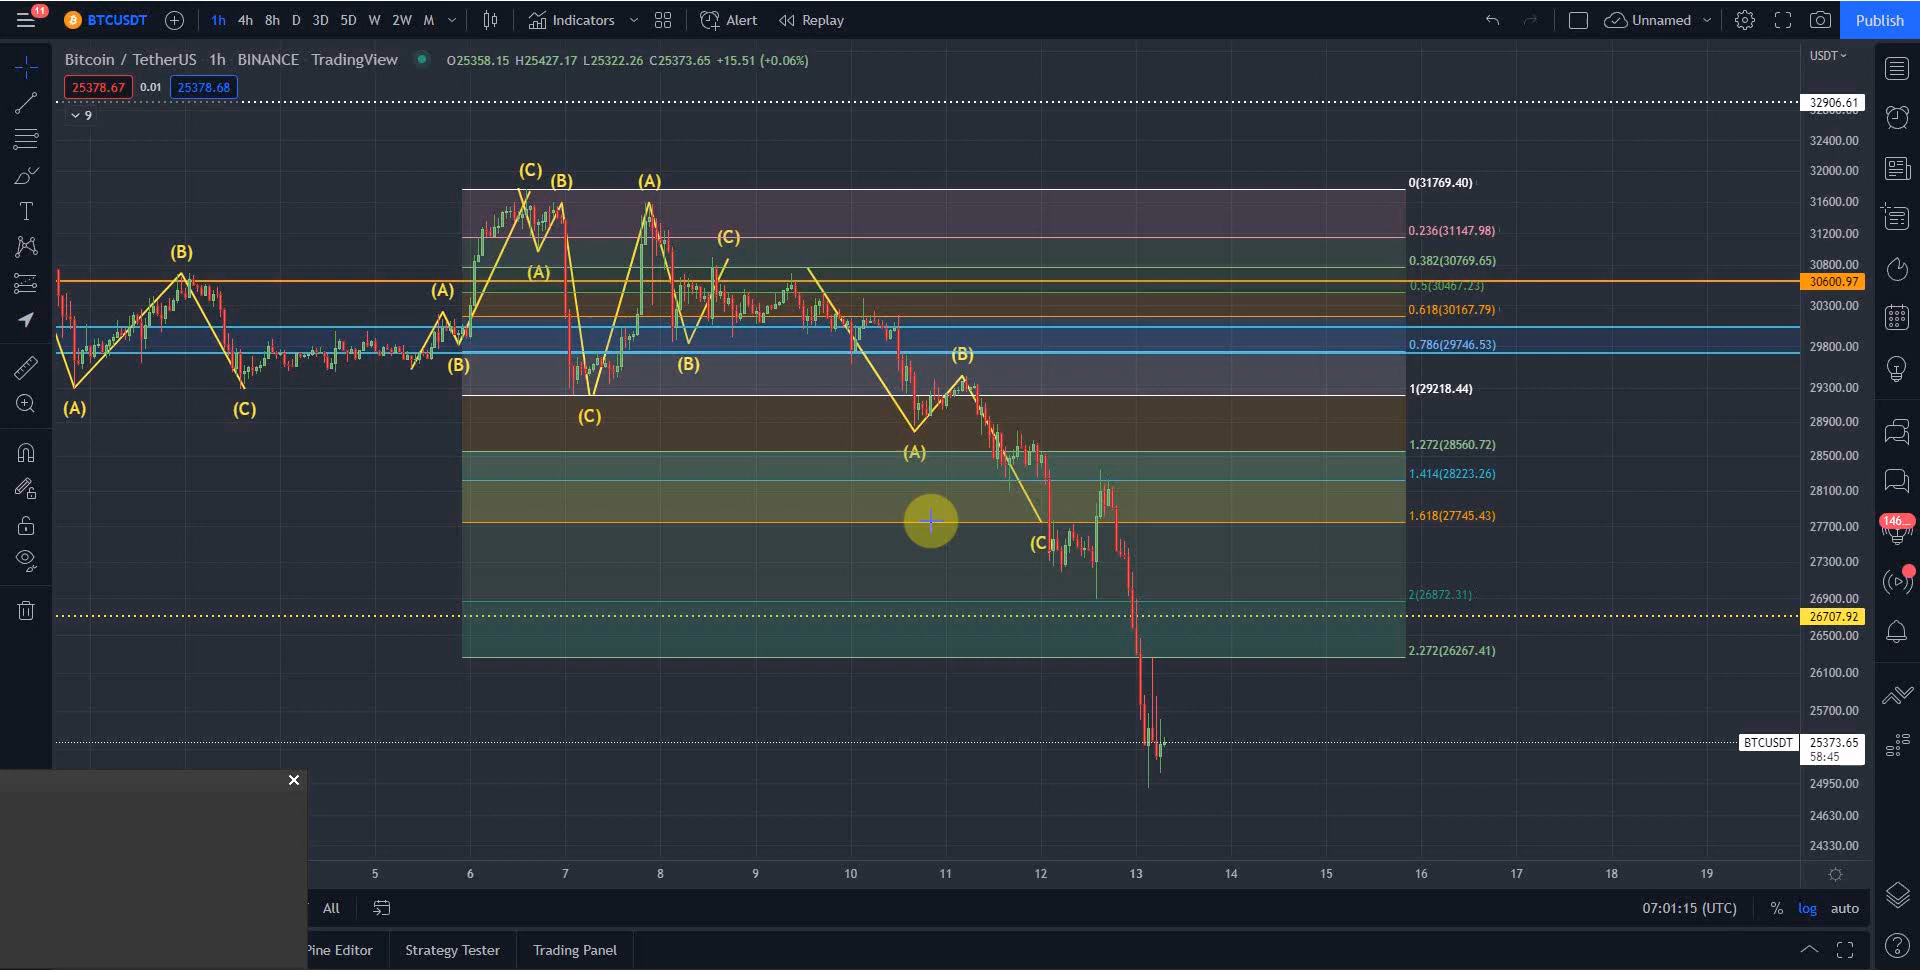 11
BTCUSDT 1h 4h 8h D 3D 5D W 2W M Indicators Alert Replay Unnamed Publish
Bitcoin / TetherUS 1h BINANCE TradingView O25358.15 H25427.17 L25322.26 C25373.65 +15.51 (+0.06%)
USDT
25378.67 0.01 25378.68
9
32906.61
32400.00
32000.00
31600.00
31200.00
30800.00
30600.97
30300.00
29800.00
29300.00
28900.00
28500.00
28100.00
27700.00
27300.00
26900.00
26707.92
26500.00
26100.00
25700.00
BTCUSDT 25373.65
58:45
24950.00
24630.00
24330.00
0(31769.40)
0.236(31147.98)
0.382(30769.65)
0.5(30467.23)
0.618(30167.79)
0.786(29746.53)
1(29218.44)
1.272(28560.72)
1.414(28223.26)
1.618(27745.43)
2(26872.31)
2.272(26267.41)
(A)
(B)
(C)
(A)
(B)
(C)
(A)
(B)
(C)
(A)
(B)
(C)
(A)
(B)
(C
146...
5 6 7 8 9 10 11 12 13 14 15 16 17 18 19
All
07:01:15 (UTC) % log auto
Pine Editor Strategy Tester Trading Panel